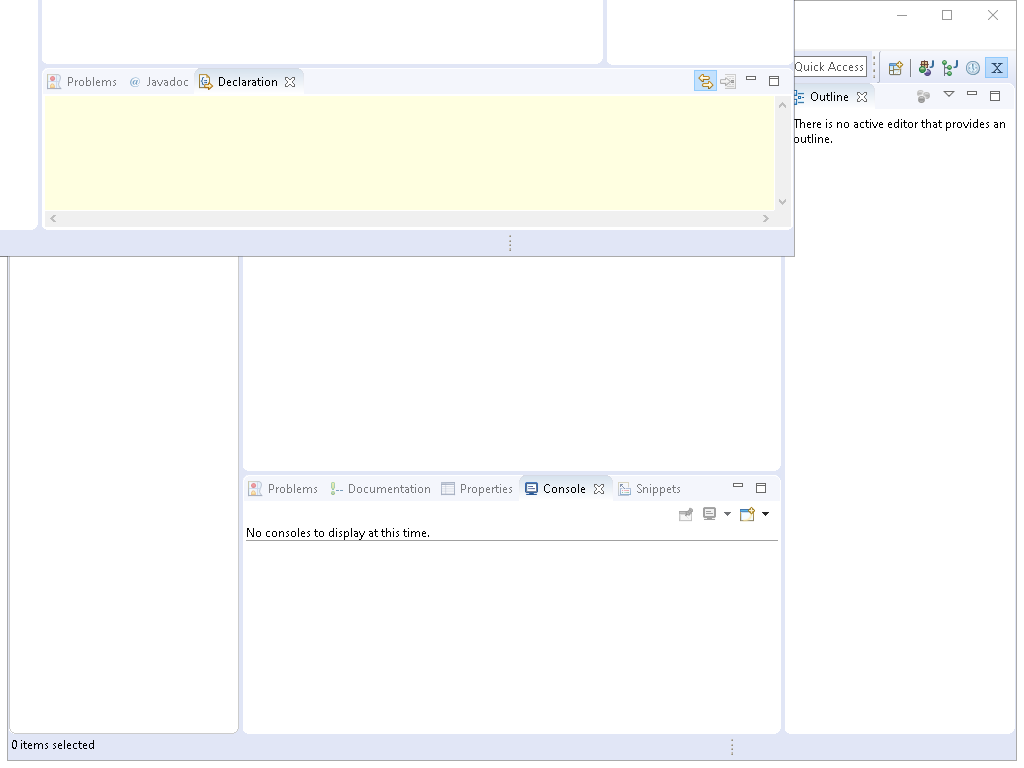 Problems @ Javadoc Declaration
Quick Access
X
Outline
There is no active editor that provides an
outline.
Problems Documentation Properties Console Snippets
No consoles to display at this time.
0 items selected